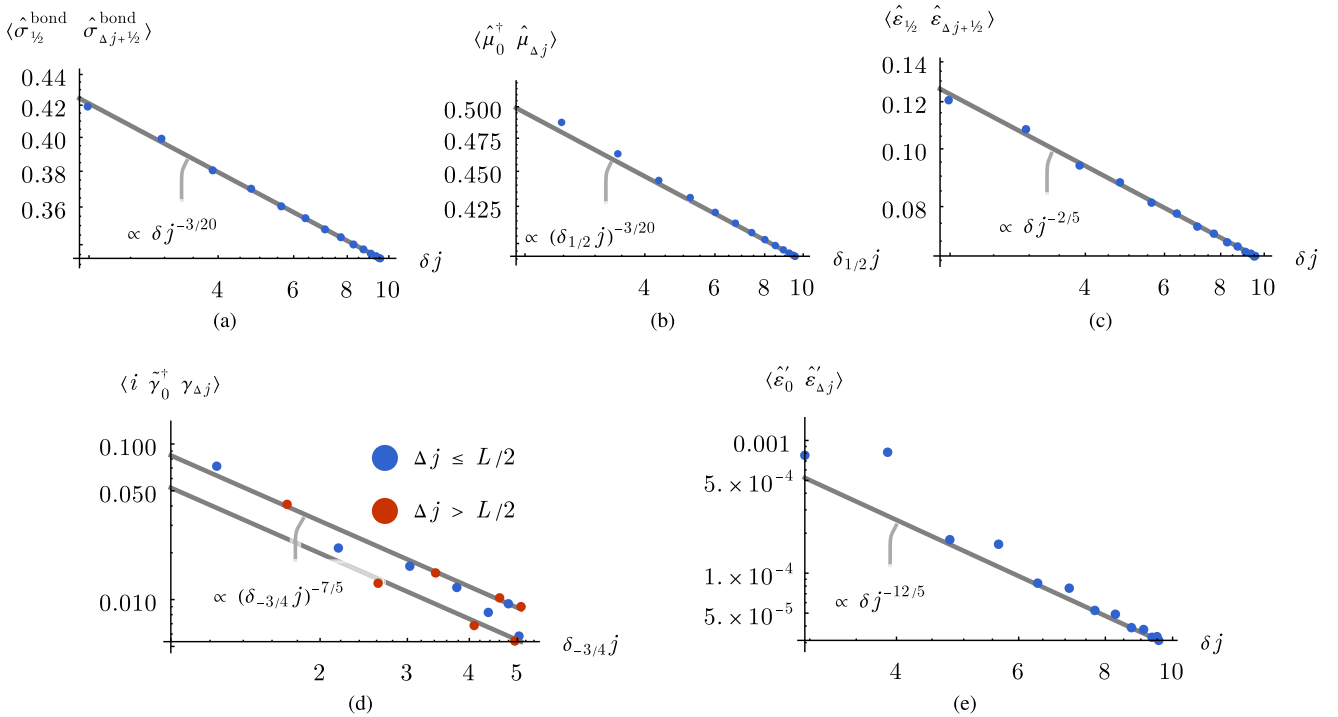 ⟨σ̂^bond_½ σ̂^bond_Δj+½⟩
0.44
0.42
0.40
0.38
0.36
∝ δj^−3/20
4 6 8 10
δj
(a)
⟨μ̂†_0 μ̂_Δj⟩
0.500
0.475
0.450
0.425
∝ (δ_1/2 j)^−3/20
4 6 8 10
δ_1/2 j
(b)
⟨ε̂_½ ε̂_Δj+½⟩
0.14
0.12
0.10
0.08
∝ δj^−2/5
4 6 8 10
δj
(c)
⟨i γ̃†_0 γ_Δj⟩
0.100
0.050
0.010
Δj ≤ L/2
Δj > L/2
∝ (δ_−3/4 j)^−7/5
2 3 4 5
δ_−3/4 j
(d)
⟨ε̂′_0 ε̂′_Δj⟩
0.001
5.×10^−4
1.×10^−4
5.×10^−5
∝ δj^−12/5
4 6 8 10
δj
(e)